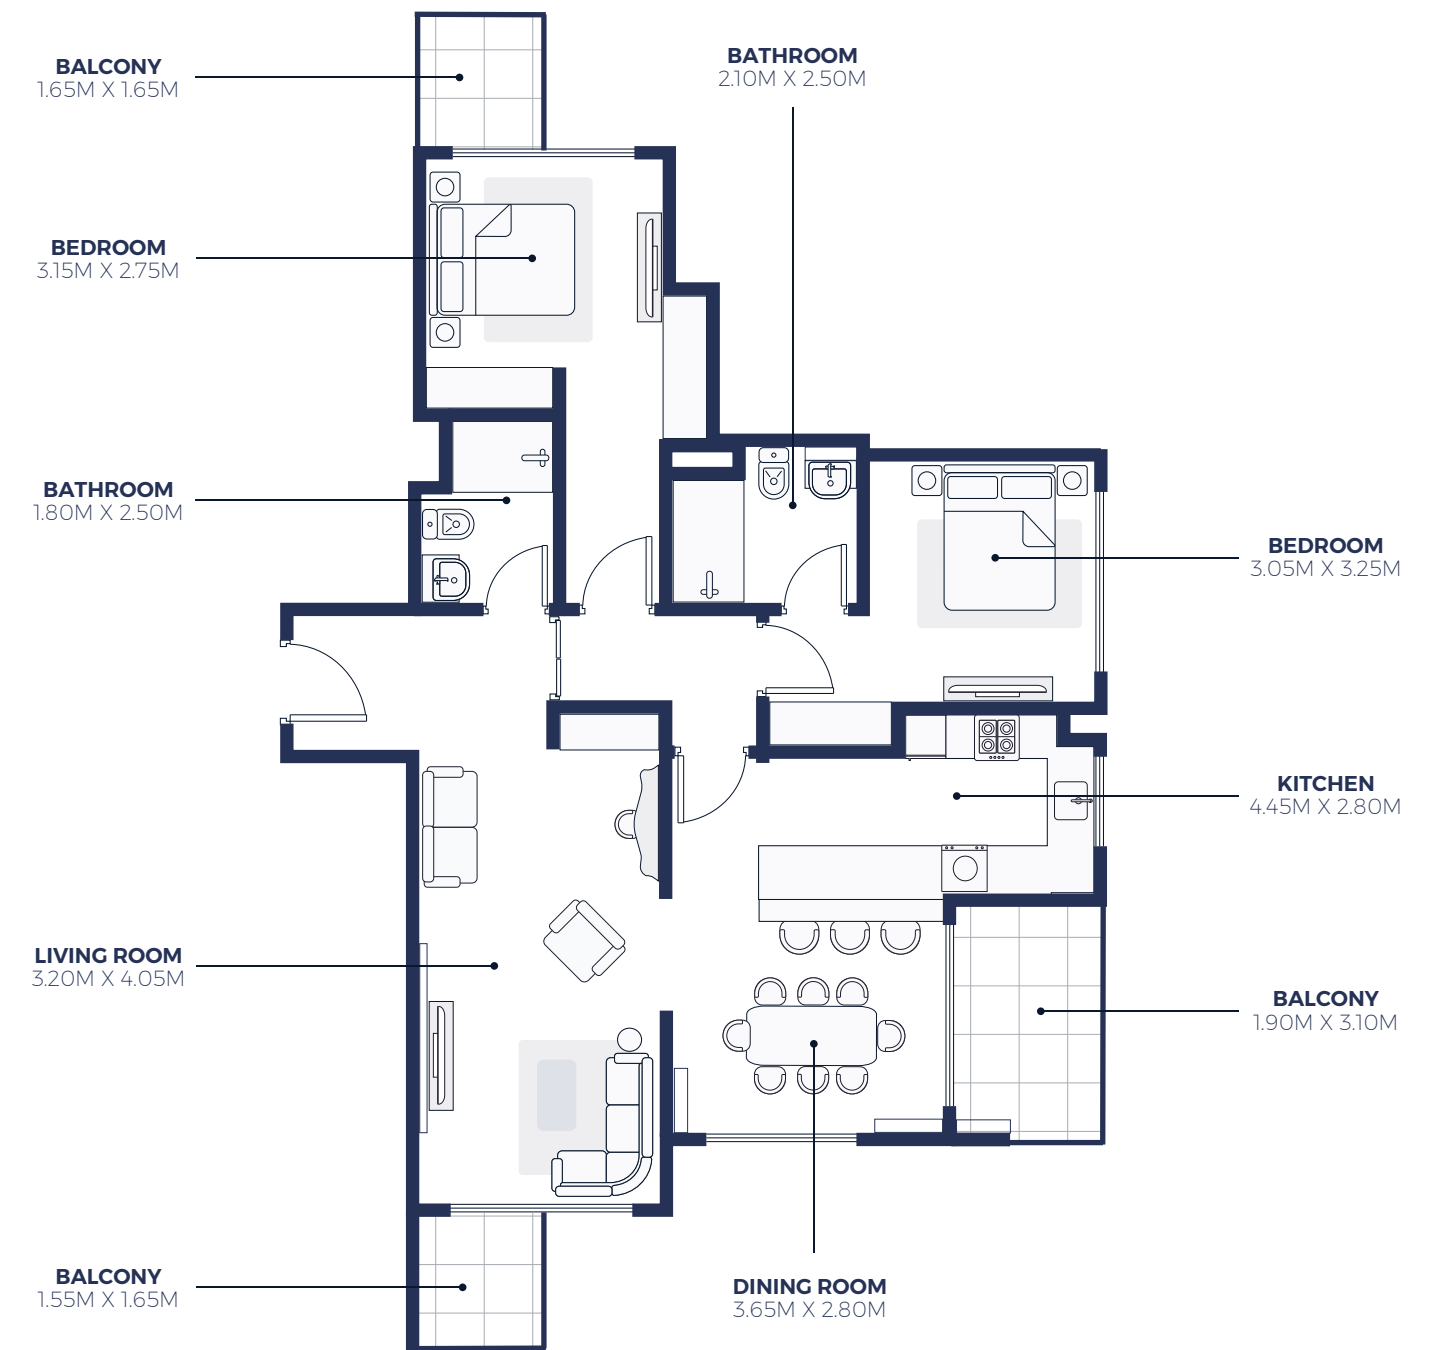 BALCONY
1.65M X 1.65M
BATHROOM
2.10M X 2.50M
BEDROOM
3.15M X 2.75M
BATHROOM
1.80M X 2.50M
BEDROOM
3.05M X 3.25M
KITCHEN
4.45M X 2.80M
LIVING ROOM
3.20M X 4.05M
BALCONY
1.90M X 3.10M
BALCONY
1.55M X 1.65M
DINING ROOM
3.65M X 2.80M